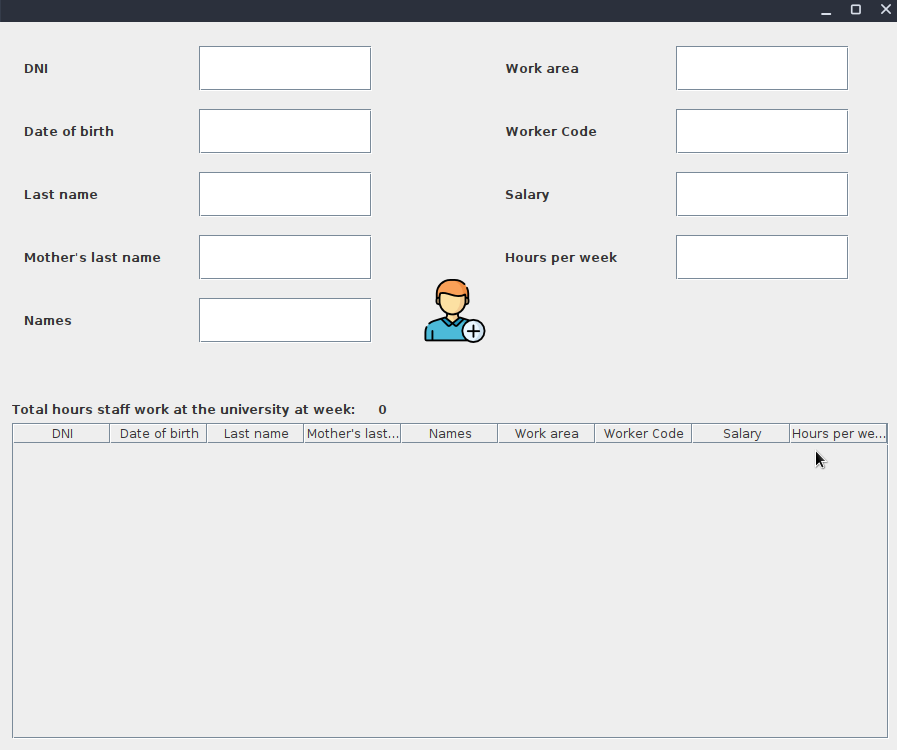 DNI
Work area
Date of birth
Worker Code
Last name
Salary
Mother's last name
Hours per week
Names
Total hours staff work at the university at week: 0
DNI Date of birth Last name Mother's last... Names Work area Worker Code Salary Hours per we...